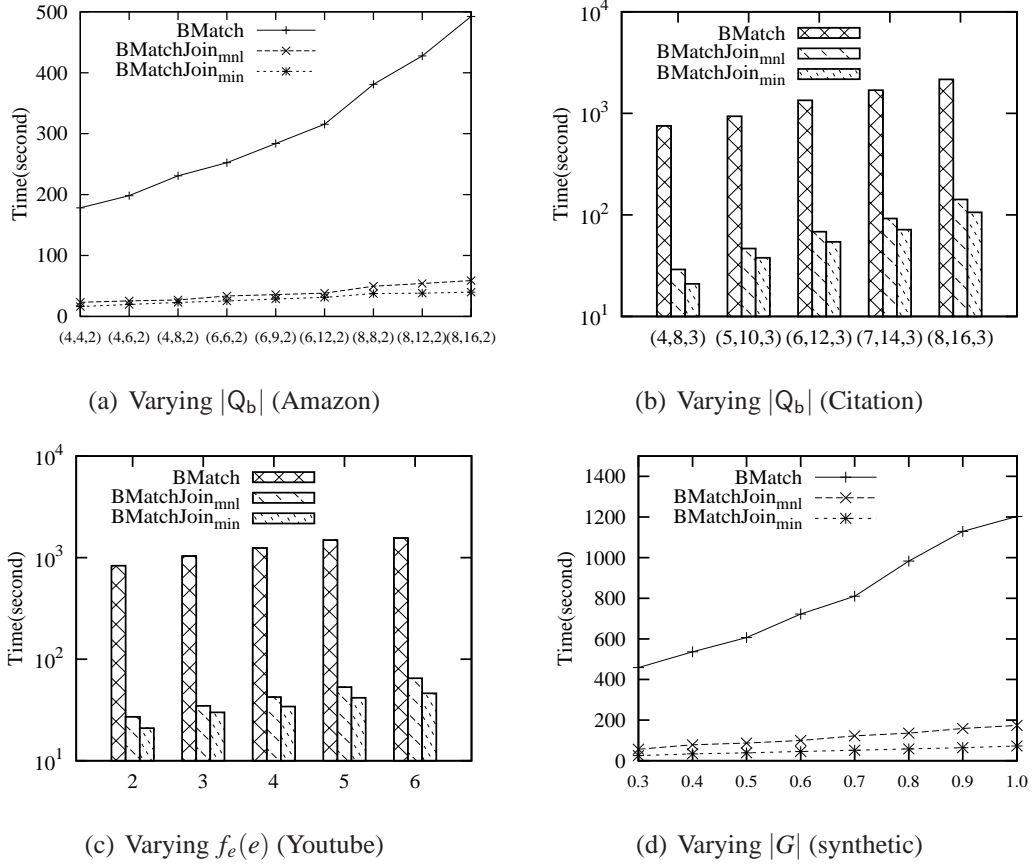 500
400
300
200
100
0
Time(second)
BMatch
BMatchJoin_mnl
BMatchJoin_min
(4,4,2) (4,6,2) (4,8,2) (6,6,2) (6,9,2) (6,12,2) (8,8,2) (8,12,2) (8,16,2)
(a) Varying |Q_b| (Amazon)
10^4
10^3
10^2
10^1
Time(second)
BMatch
BMatchJoin_mnl
BMatchJoin_min
(4,8,3) (5,10,3) (6,12,3) (7,14,3) (8,16,3)
(b) Varying |Q_b| (Citation)
10^4
10^3
10^2
10^1
Time(second)
BMatch
BMatchJoin_mnl
BMatchJoin_min
2 3 4 5 6
(c) Varying f_e(e) (Youtube)
1400
1200
1000
800
600
400
200
0
Time(second)
BMatch
BMatchJoin_mnl
BMatchJoin_min
0.3 0.4 0.5 0.6 0.7 0.8 0.9 1.0
(d) Varying |G| (synthetic)